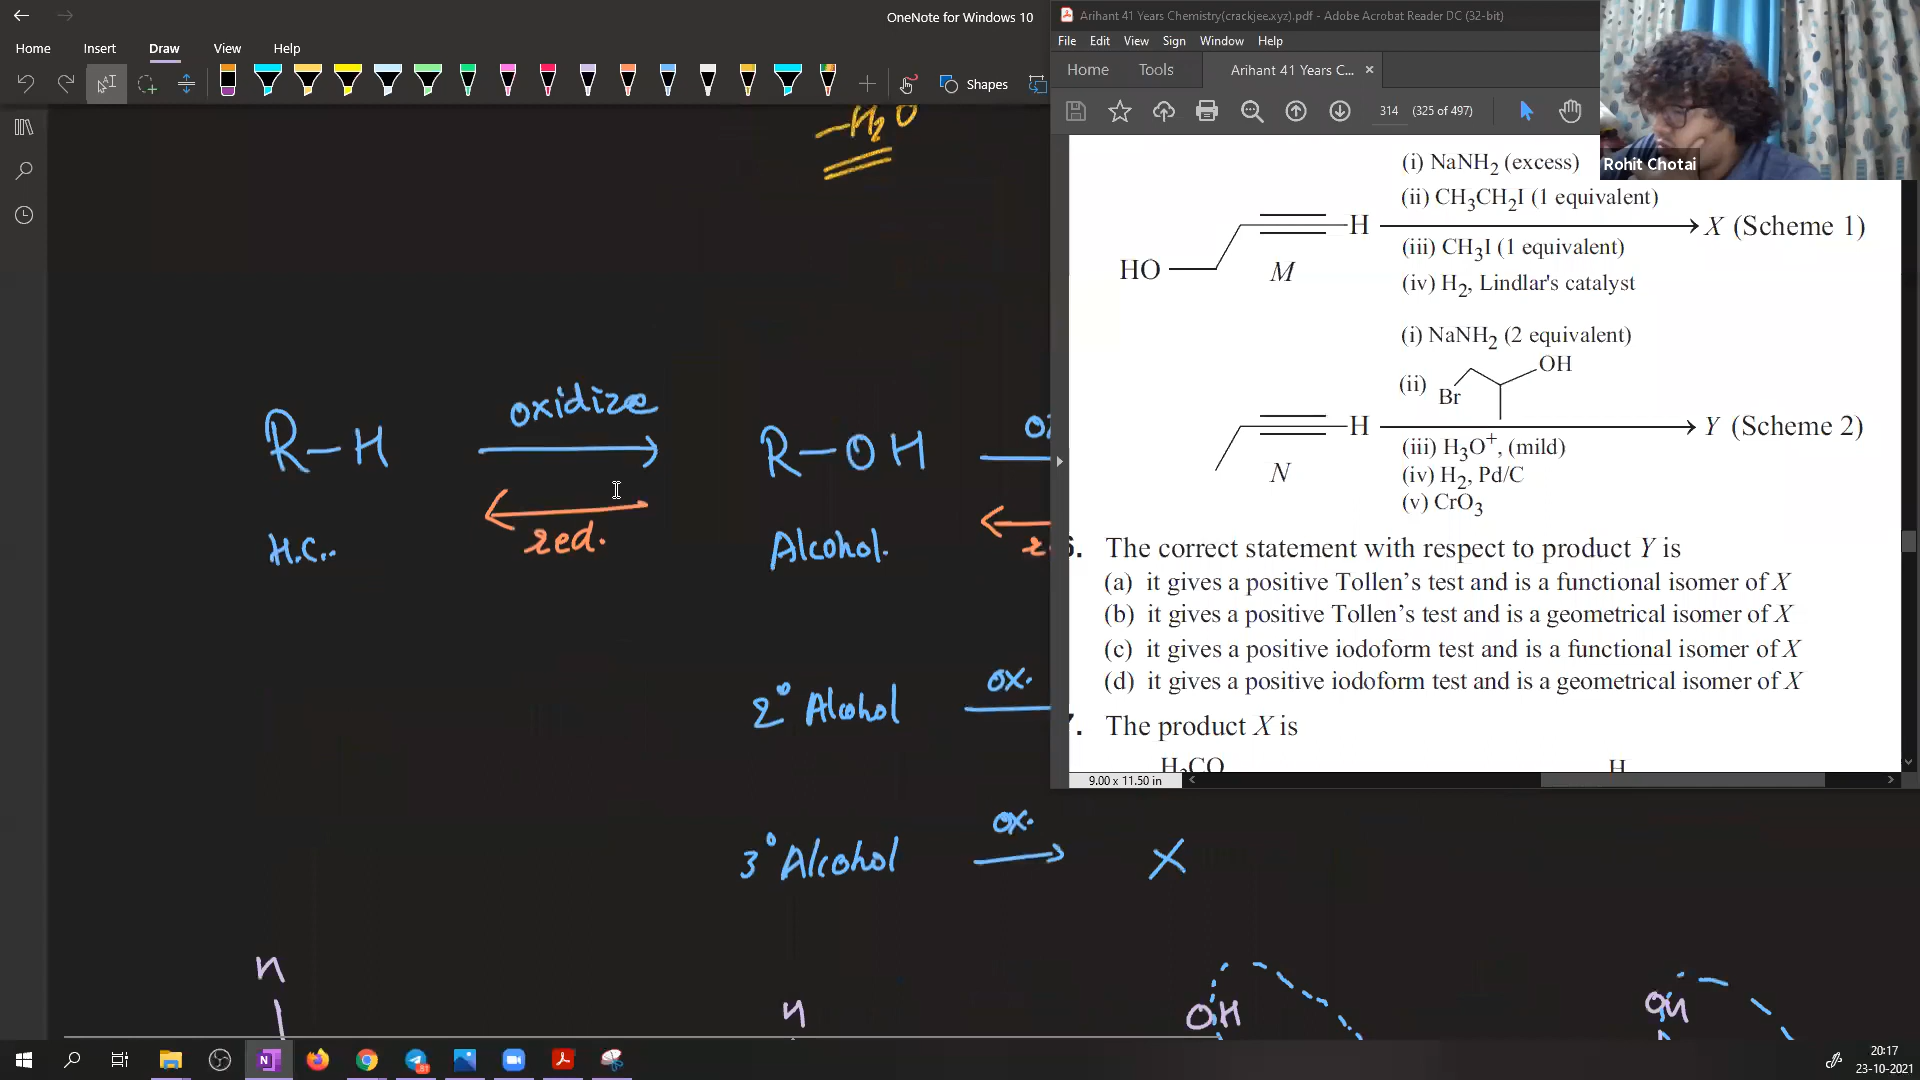 OneNote for Windows 10
Home Insert Draw View Help
Shapes
Arihant 41 Years Chemistry(crackjee.xyz).pdf - Adobe Acrobat Reader DC (32-bit)
File Edit View Sign Window Help
Home Tools Arihant 41 Years C... ×
314 (325 of 497)
Rohit Chotai
-H2O
R-H oxidize R-OH
red.
H.C.. Alcohol.
2° Alcohol ox.
3° Alcohol ox. X
n
OH
(i) NaNH2 (excess)
(ii) CH3CH2I (1 equivalent)
HO H X (Scheme 1)
M
(iii) CH3I (1 equivalent)
(iv) H2, Lindlar's catalyst
(i) NaNH2 (2 equivalent)
(ii) Br OH
H Y (Scheme 2)
N
(iii) H3O+, (mild)
(iv) H2, Pd/C
(v) CrO3
6. The correct statement with respect to product Y is
(a) it gives a positive Tollen's test and is a functional isomer of X
(b) it gives a positive Tollen's test and is a geometrical isomer of X
(c) it gives a positive iodoform test and is a functional isomer of X
(d) it gives a positive iodoform test and is a geometrical isomer of X
7. The product X is
H3CO H
9.00 x 11.50 in
20:17
23-10-2021